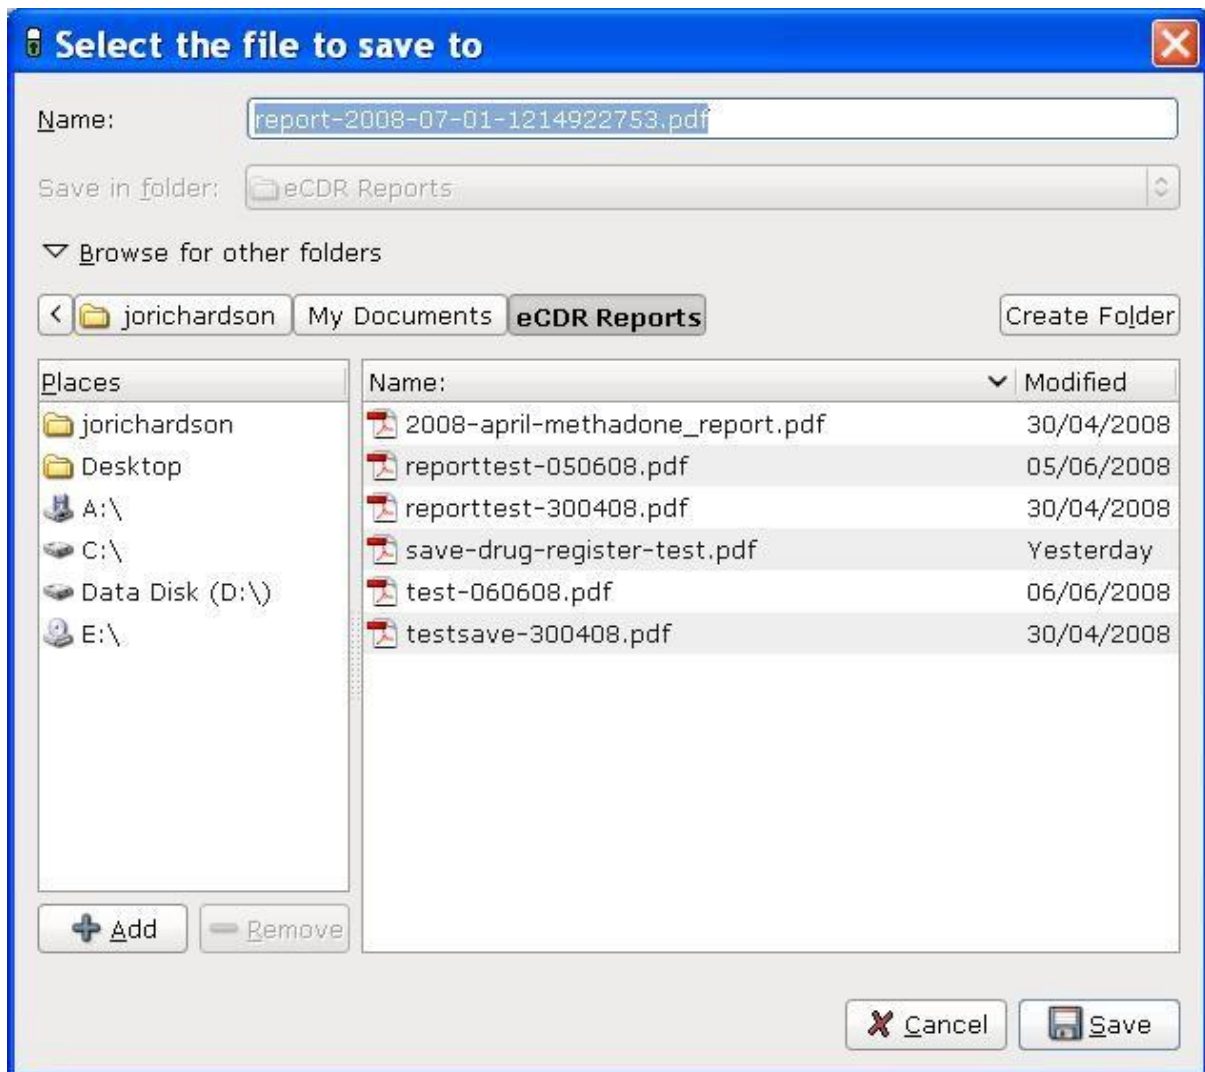 Select the file to save to
Name: report-2008-07-01-1214922753.pdf
Save in folder: eCDR Reports
Browse for other folders
jorichardson My Documents eCDR Reports Create Folder
Places Name: Modified
jorichardson 2008-april-methadone_report.pdf 30/04/2008
Desktop reporttest-050608.pdf 05/06/2008
A:\ reporttest-300408.pdf 30/04/2008
C:\ save-drug-register-test.pdf Yesterday
Data Disk (D:\) test-060608.pdf 06/06/2008
E:\ testsave-300408.pdf 30/04/2008
Add Remove
Cancel Save